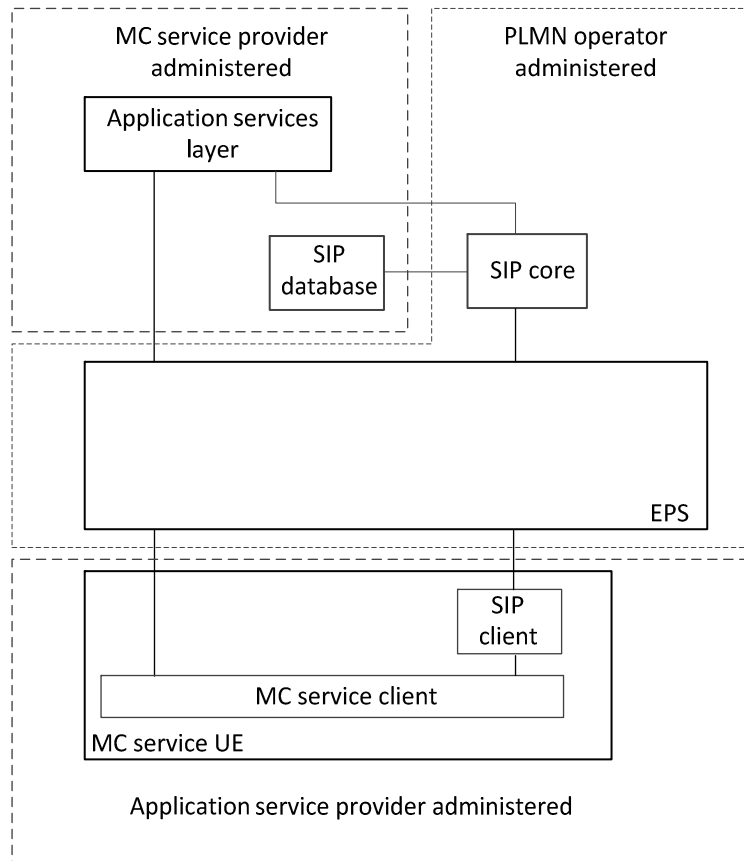 MC service provider
administered
PLMN operator
administered
Application services
layer
SIP
database
SIP core
EPS
SIP
client
MC service client
MC service UE
Application service provider administered